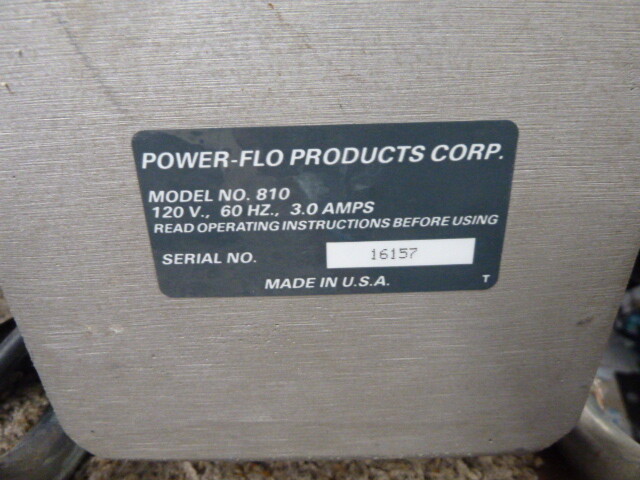 POWER-FLO PRODUCTS CORP.
MODEL NO. 810
120 V., 60 HZ., 3.0 AMPS
READ OPERATING INSTRUCTIONS BEFORE USING
SERIAL NO. 16157
MADE IN U.S.A. T